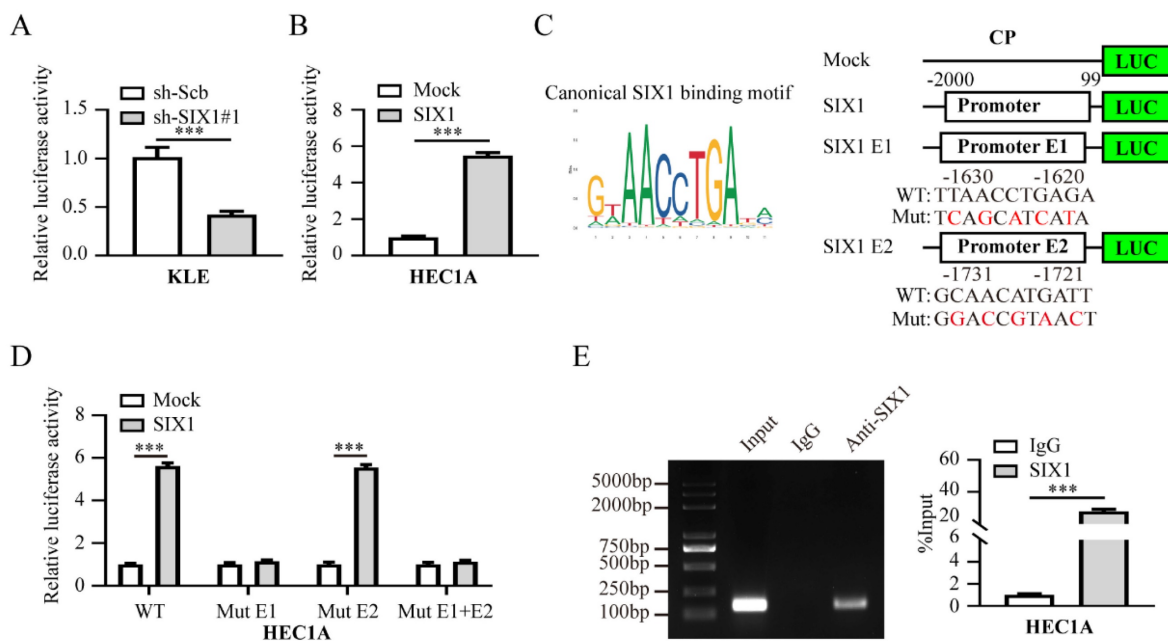 A
Relative luciferase activity
1.5
1.0
0.5
0.0
sh-Scb
sh-SIX1#1
***
KLE
B
Relative luciferase activity
8
6
4
2
0
Mock
SIX1
***
HEC1A
C
Canonical SIX1 binding motif
CP
Mock
LUC
-2000 99
SIX1 Promoter LUC
SIX1 E1 Promoter E1 LUC
-1630 -1620
WT: TTAACCTGAGA
Mut: TCAGCATCATA
SIX1 E2 Promoter E2 LUC
-1731 -1721
WT: GCAACATGATT
Mut: GGACCGTAACT
D
Relative luciferase activity
8
6
4
2
0
Mock
SIX1
***
***
WT Mut E1 Mut E2 Mut E1+E2
HEC1A
E
Input IgG Anti-SIX1
5000bp
2000bp
750bp
500bp
250bp
100bp
%Input
60
40
20
6
4
2
0
IgG
SIX1
***
HEC1A